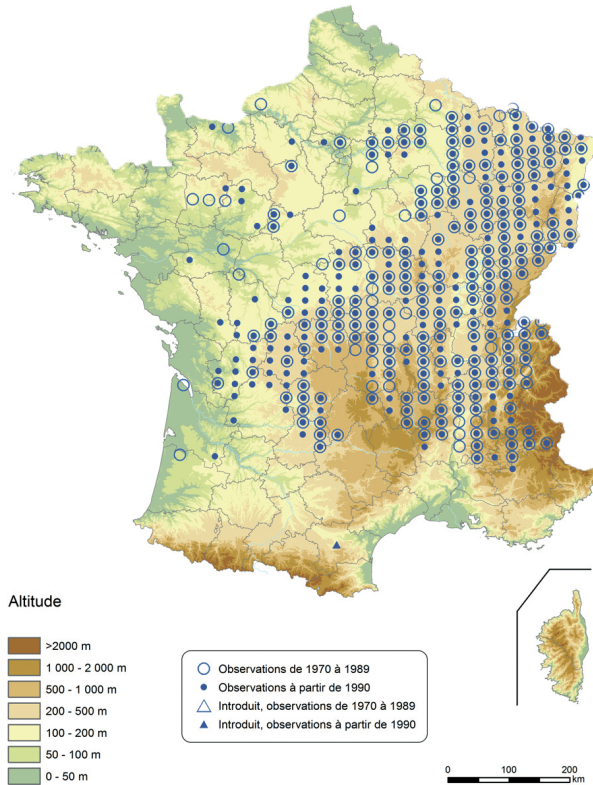 Altitude
>2000 m
1 000 - 2 000 m
500 - 1 000 m
200 - 500 m
100 - 200 m
50 - 100 m
0 - 50 m
Observations de 1970 à 1989
Observations à partir de 1990
Introduit, observations de 1970 à 1989
Introduit, observations à partir de 1990
0 100 200
km